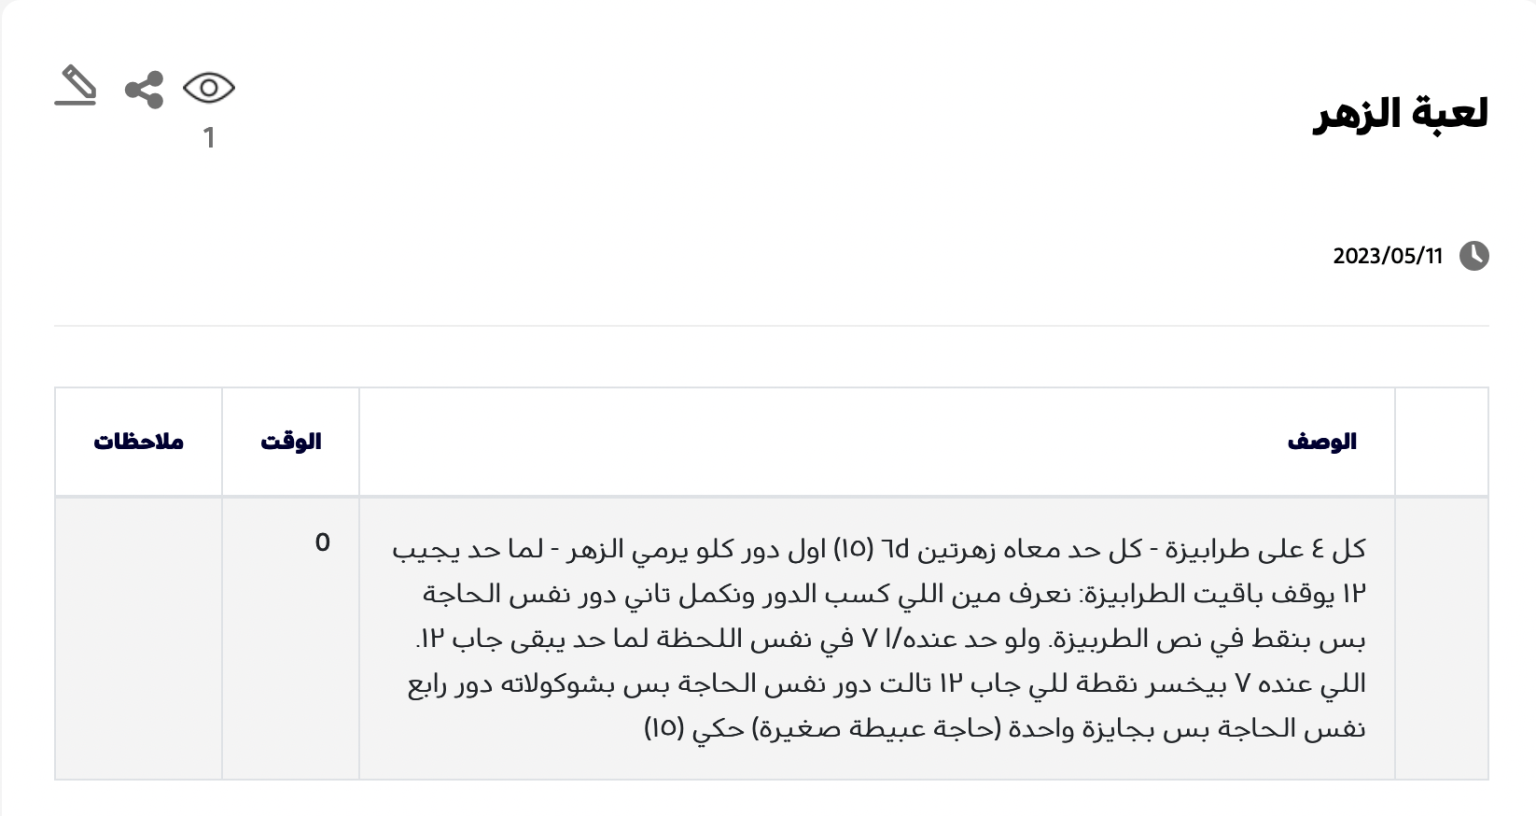 لعبة الزهر
1
2023/05/11
الوصف
الوقت
ملاحظات
كل ٤ على طرابيزة - كل حد معاه زهرتين ٦d (١٥) اول دور كلو يرمي الزهر - لما حد يجيب
١٢ يوقف باقيت الطرابيزة: نعرف مين اللي كسب الدور ونكمل تاني دور نفس الحاجة
بس بنقط في نص الطربيزة. ولو حد عنده/ا ٧ في نفس اللحظة لما حد يبقى جاب ١٢.
اللي عنده ٧ بيخسر نقطة للي جاب ١٢ تالت دور نفس الحاجة بس بشوكولاته دور رابع
نفس الحاجة بس بجايزة واحدة (حاجة عبيطة صغيرة) حكي (١٥)
0